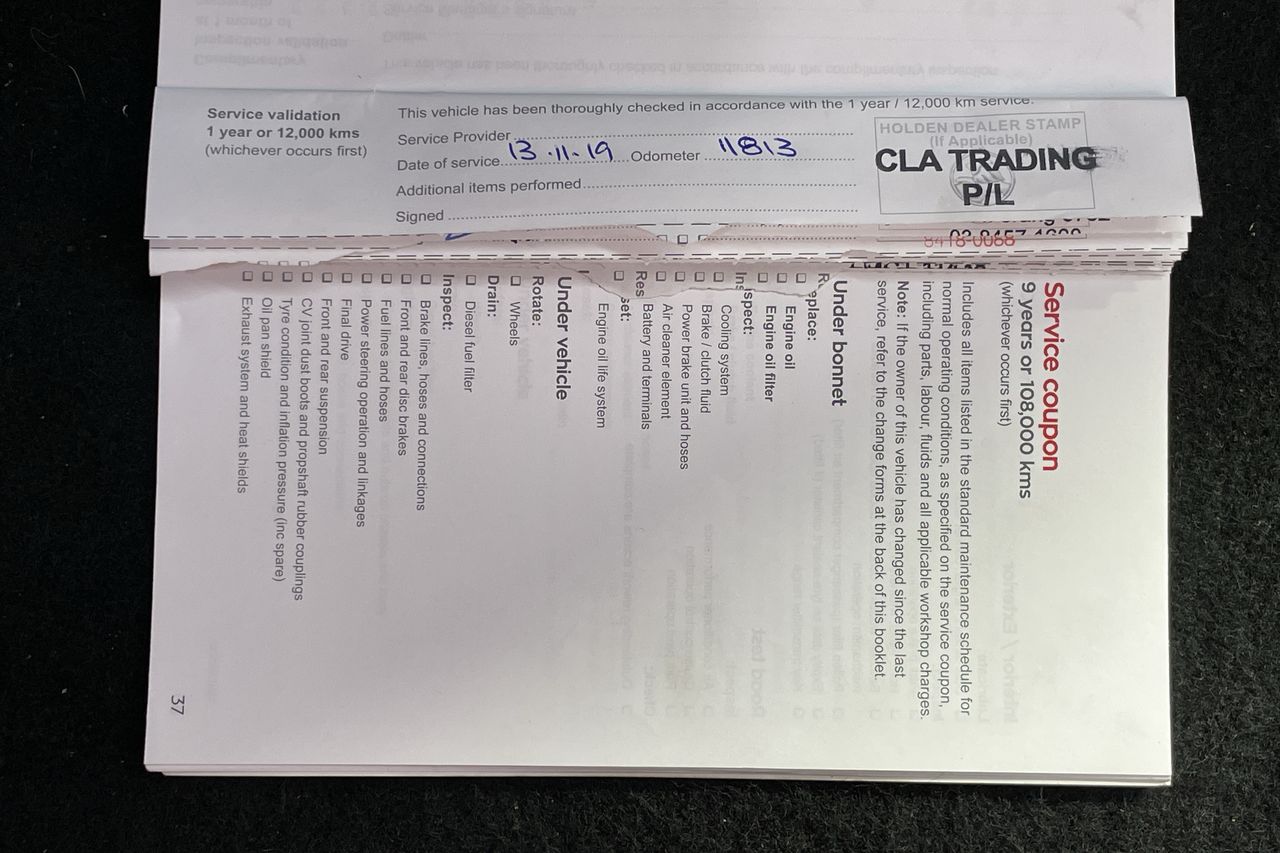 Service validation
1 year or 12,000 kms
(whichever occurs first)
This vehicle has been thoroughly checked in accordance with the 1 year / 12,000 km service.
Service Provider
Date of service 13.11.19 Odometer 11813
Additional items performed
Signed
HOLDEN DEALER STAMP
(If Applicable)
CLA TRADING
P/L
8418-0088
Service coupon
9 years or 108,000 kms
(whichever occurs first)
Includes all items listed in the standard maintenance schedule for
normal operating conditions, as specified on the service coupon,
including parts, labour, fluids and all applicable workshop charges.
Note: If the owner of this vehicle has changed since the last
service, refer to the change forms at the back of this booklet.
Under bonnet
Replace:
Engine oil
Engine oil filter
Inspect:
Cooling system
Brake / clutch fluid
Power brake unit and hoses
Air cleaner element
Battery and terminals
Reset:
Engine oil life system
Under vehicle
Rotate:
Wheels
Drain:
Diesel fuel filter
Inspect:
Brake lines, hoses and connections
Front and rear disc brakes
Fuel lines and hoses
Power steering operation and linkages
Final drive
Front and rear suspension
CV joint dust boots and propshaft rubber couplings
Tyre condition and inflation pressure (inc spare)
Oil pan shield
Exhaust system and heat shields
37